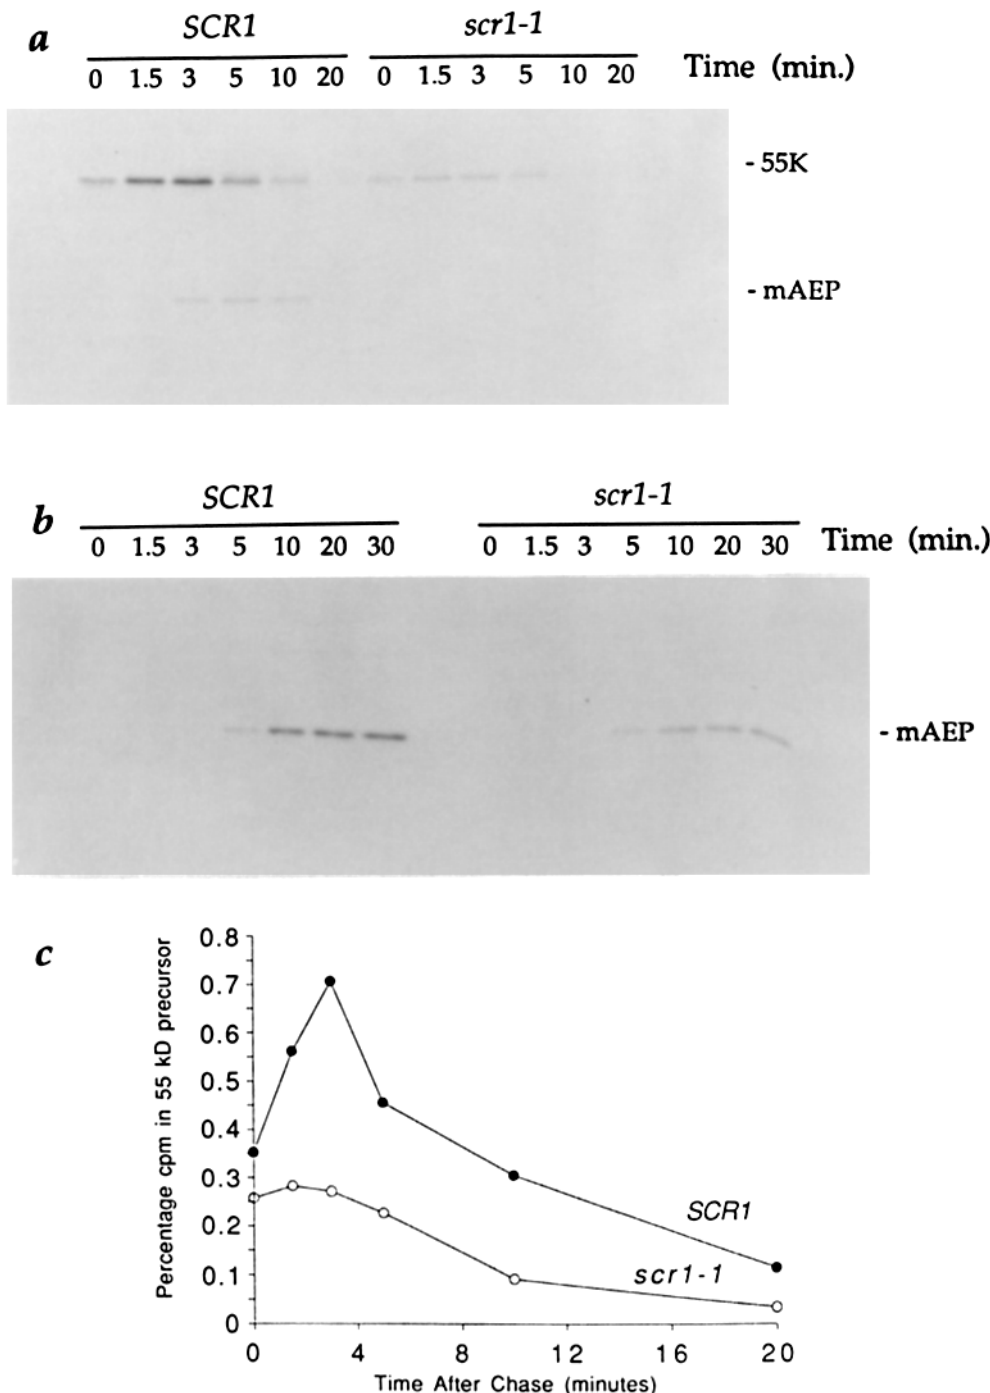 a
SCR1 scr1-1
0 1.5 3 5 10 20 0 1.5 3 5 10 20 Time (min.)
- 55K
- mAEP
b
SCR1 scr1-1
0 1.5 3 5 10 20 30 0 1.5 3 5 10 20 30 Time (min.)
- mAEP
c
Percentage cpm in 55 kD precursor
0.8
0.7
0.6
0.5
0.4
0.3
0.2
0.1
0
SCR1
scr1-1
0 4 8 12 16 20
Time After Chase (minutes)